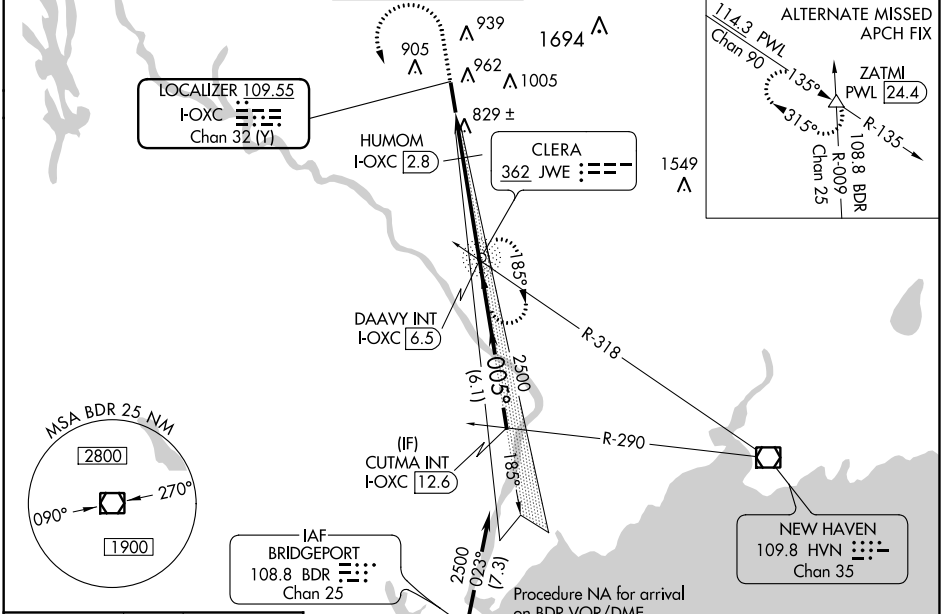 114.3 PWL
Chan 90
ALTERNATE MISSED
APCH FIX
135°
315°
ZATMI
PWL 24.4
R-135
R-009
108.8 BDR
Chan 25
905
939
1694
962
1005
829 ±
1549
LOCALIZER 109.55
I-OXC
Chan 32 (Y)
HUMOM
I-OXC 2.8
CLERA
362 JWE
185°
DAAVY INT
I-OXC 6.5
R-318
2500
005°
(6.1)
(IF)
CUTMA INT
I-OXC 12.6
R-290
185°
MSA BDR 25 NM
2800
090°
270°
1900
IAF
BRIDGEPORT
108.8 BDR
Chan 25
2500
023°
(7.3)
NEW HAVEN
109.8 HVN
Chan 35
Procedure NA for arrival
on BDR VOR/DME